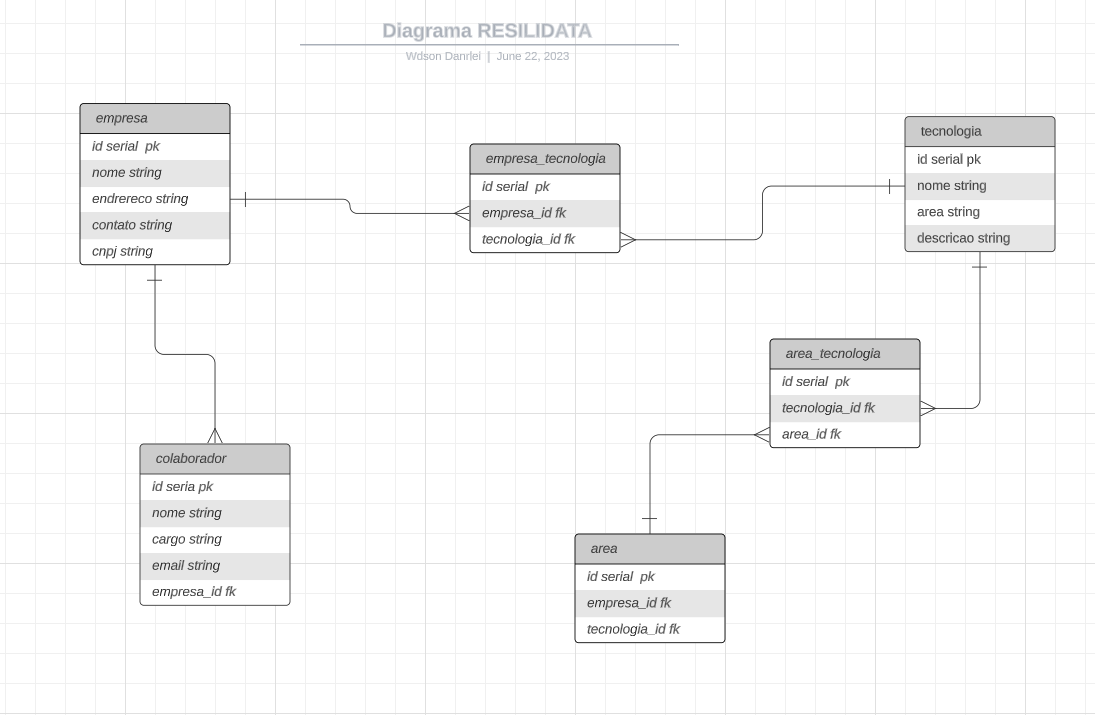 Diagrama RESILIDATA
Wdson Danrlei | June 22, 2023
empresa
id serial pk
nome string
endrereco string
contato string
cnpj string
empresa_tecnologia
id serial pk
empresa_id fk
tecnologia_id fk
tecnologia
id serial pk
nome string
area string
descricao string
area_tecnologia
id serial pk
tecnologia_id fk
area_id fk
colaborador
id seria pk
nome string
cargo string
email string
empresa_id fk
area
id serial pk
empresa_id fk
tecnologia_id fk